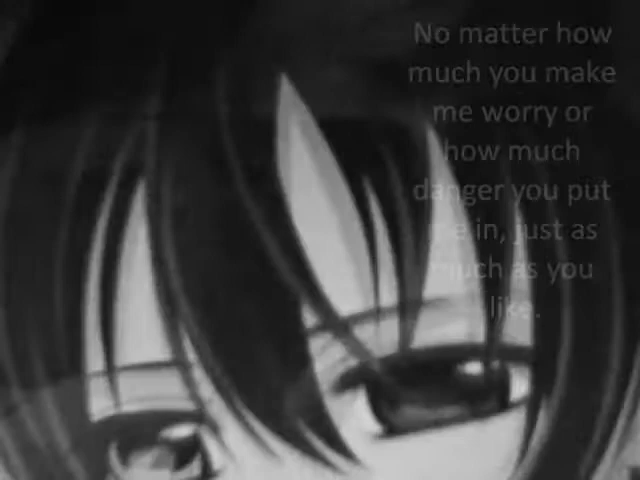 No matter how
much you make
me worry or
how much
danger you put
me in, just as
much as you
like.